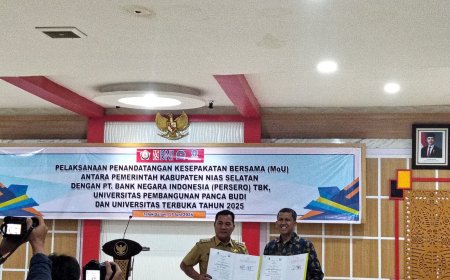 PELAKSANAAN PENANDATANGAN KESEPAKATAN BERSAMA (MoU)
ANTARA PEMERINTAH KABUPATEN NIAS SELATAN
DENGAN PT. BANK NEGARA INDONESIA (PERSERO) TBK,
UNIVERSITAS PEMBANGUNAN PANCA BUDI
DAN UNIVERSITAS TERBUKA TAHUN 2025